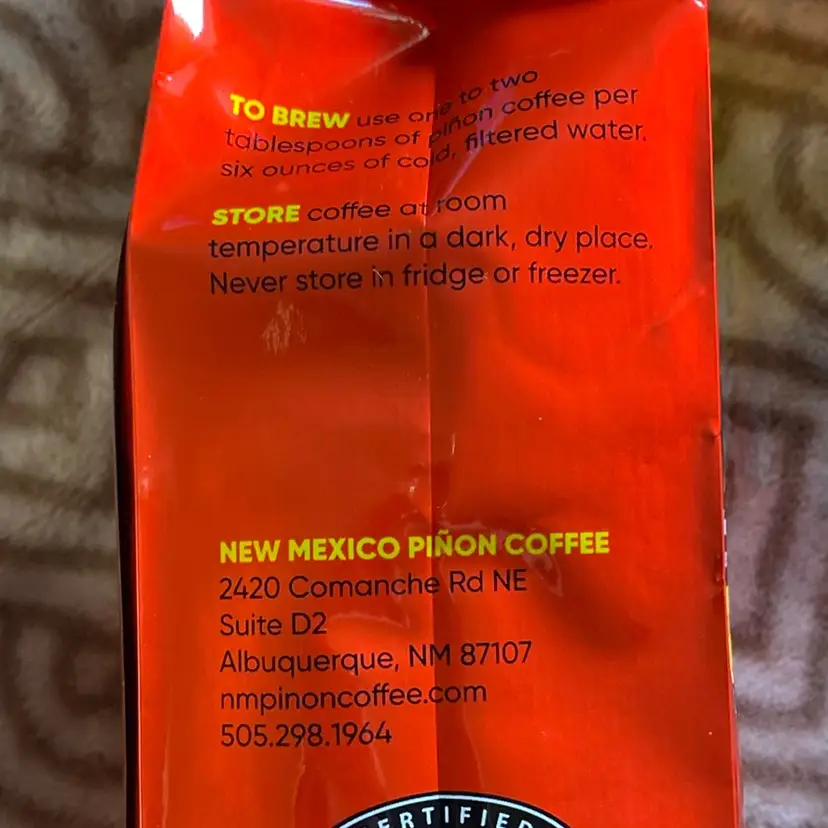 TO BREW use one to two
tablespoons of piñon coffee per
six ounces of cold, filtered water.
STORE coffee at room
temperature in a dark, dry place.
Never store in fridge or freezer.
NEW MEXICO PIÑON COFFEE
2420 Comanche Rd NE
Suite D2
Albuquerque, NM 87107
nmpinoncoffee.com
505.298.1964
ERTIFIED